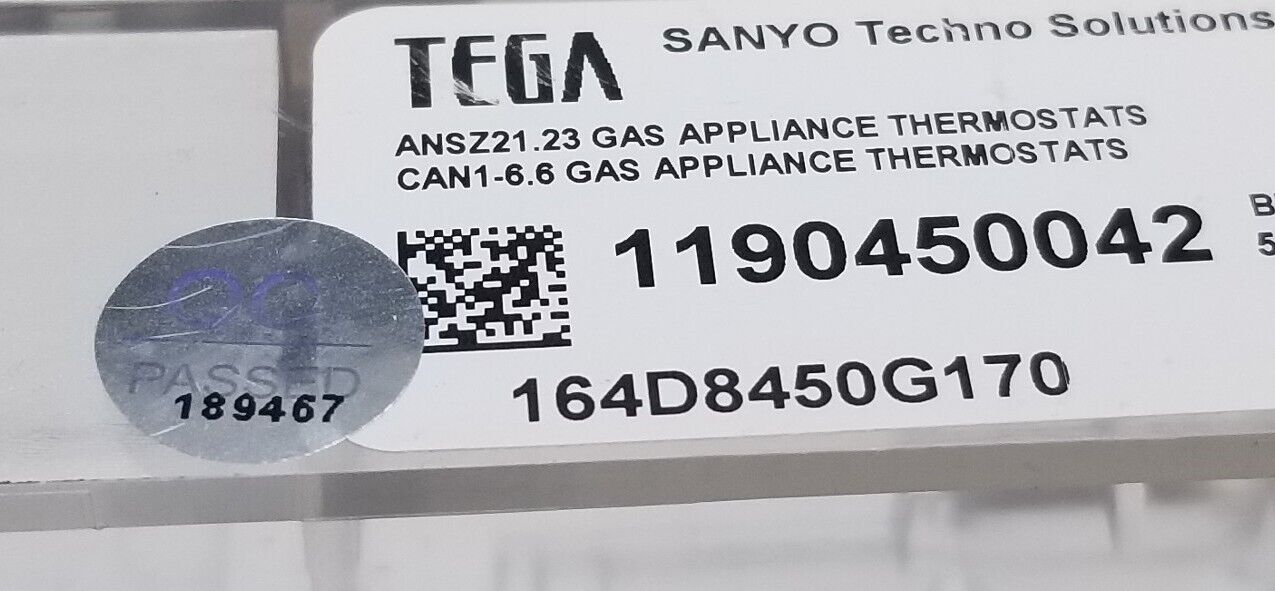 TEGA SANYO Techno Solutions
ANSZ21.23 GAS APPLIANCE THERMOSTATS
CAN1-6.6 GAS APPLIANCE THERMOSTATS
1190450042
164D8450G170
QC
PASSED
189467